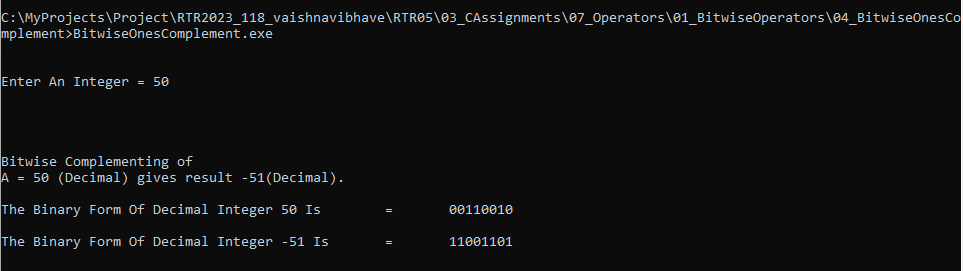 C:\MyProjects\Project\RTR2023_118_vaishnavibhave\RTR05\03_CAssignments\07_Operators\01_BitwiseOperators\04_BitwiseOnesCo
mplement>BitwiseOnesComplement.exe
Enter An Integer = 50
Bitwise Complementing of
A = 50 (Decimal) gives result -51(Decimal).
The Binary Form Of Decimal Integer 50 Is = 00110010
The Binary Form Of Decimal Integer -51 Is = 11001101